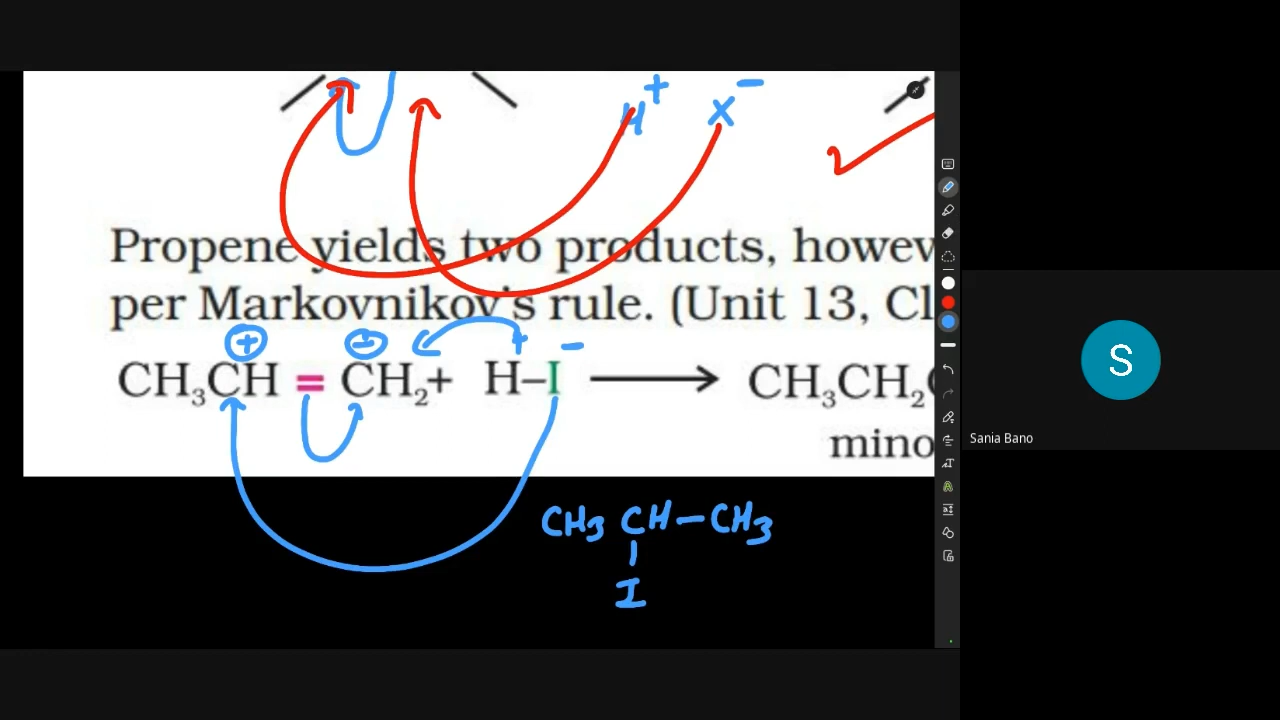 H⁺ X⁻
Propene yields two products, howev
per Markovnikov's rule. (Unit 13, Cl
⊕ ⊖ + −
CH₃CH = CH₂ + H–I ⟶ CH₃CH₂C
mino
CH₃ CH–CH₃
I
S
Sania Bano